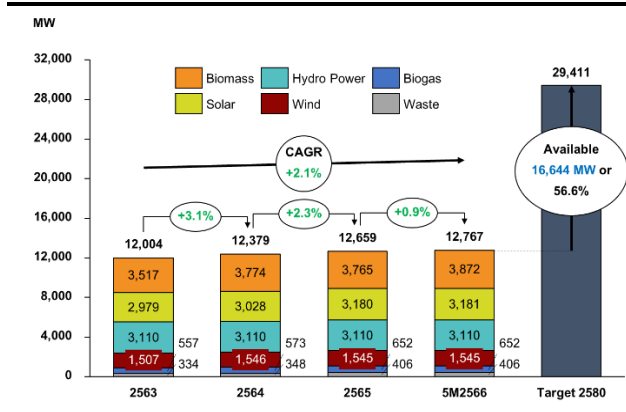 MW
32,000
28,000
24,000
20,000
16,000
12,000
8,000
4,000
0
Biomass Hydro Power Biogas
Solar Wind Waste
CAGR
+2.1%
+3.1% +2.3% +0.9%
12,004 12,379 12,659 12,767 29,411
3,517 3,774 3,765 3,872
2,979 3,028 3,180 3,181
3,110 557 3,110 573 3,110 652 3,110 652
1,507 334 1,546 348 1,545 406 1,545 406
Available
16,644 MW or
56.6%
2563 2564 2565 5M2566 Target 2580